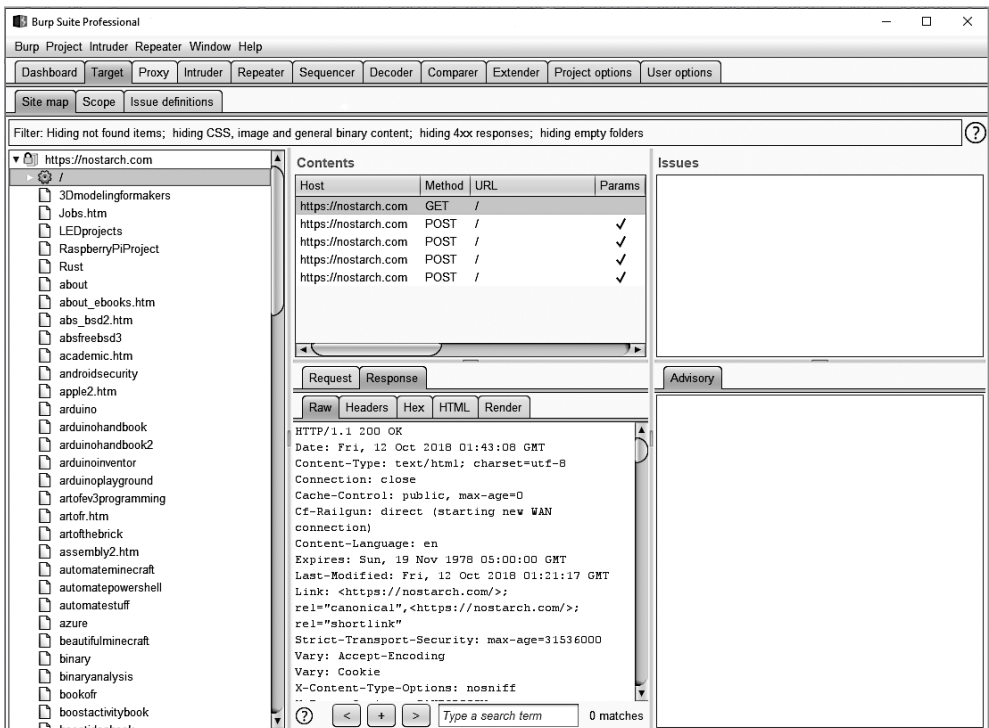 Burp Suite Professional
Burp Project Intruder Repeater Window Help
Dashboard Target Proxy Intruder Repeater Sequencer Decoder Comparer Extender Project options User options
Site map Scope Issue definitions
Filter: Hiding not found items; hiding CSS, image and general binary content; hiding 4xx responses; hiding empty folders
?
https://nostarch.com
/
3Dmodelingformakers
Jobs.htm
LEDprojects
RaspberryPiProject
Rust
about
about_ebooks.htm
abs_bsd2.htm
absfreebsd3
academic.htm
androidsecurity
apple2.htm
arduino
arduinohandbook
arduinohandbook2
arduinoinventor
arduinoplayground
artofev3programming
artofr.htm
artofthebrick
assembly2.htm
automateminecraft
automatepowershell
automatestuff
azure
beautifulminecraft
binary
binaryanalysis
bookofr
boostactivitybook
Contents
Host Method URL Params
https://nostarch.com GET /
https://nostarch.com POST / ✓
https://nostarch.com POST / ✓
https://nostarch.com POST / ✓
https://nostarch.com POST / ✓
Request Response
Raw Headers Hex HTML Render
HTTP/1.1 200 OK
Date: Fri, 12 Oct 2018 01:43:08 GMT
Content-Type: text/html; charset=utf-8
Connection: close
Cache-Control: public, max-age=0
Cf-Railgun: direct (starting new WAN
connection)
Content-Language: en
Expires: Sun, 19 Nov 1978 05:00:00 GMT
Last-Modified: Fri, 12 Oct 2018 01:21:17 GMT
Link: <https://nostarch.com/>;
rel="canonical",<https://nostarch.com/>;
rel="shortlink"
Strict-Transport-Security: max-age=31536000
Vary: Accept-Encoding
Vary: Cookie
X-Content-Type-Options: nosniff
? < + > Type a search term 0 matches
Issues
Advisory